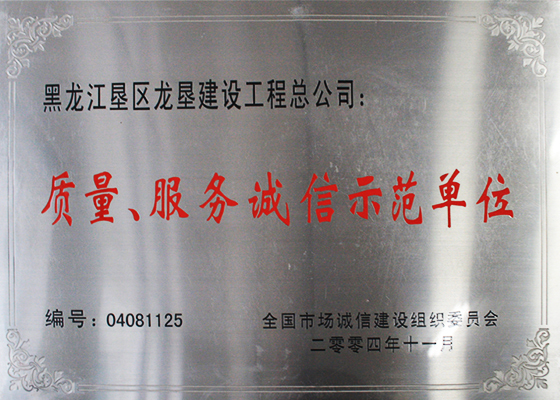 黑龙江垦区龙垦建设工程总公司：
质量、服务诚信示范单位
编号：04081125
全国市场诚信建设组织委员会
二零零四年十一月